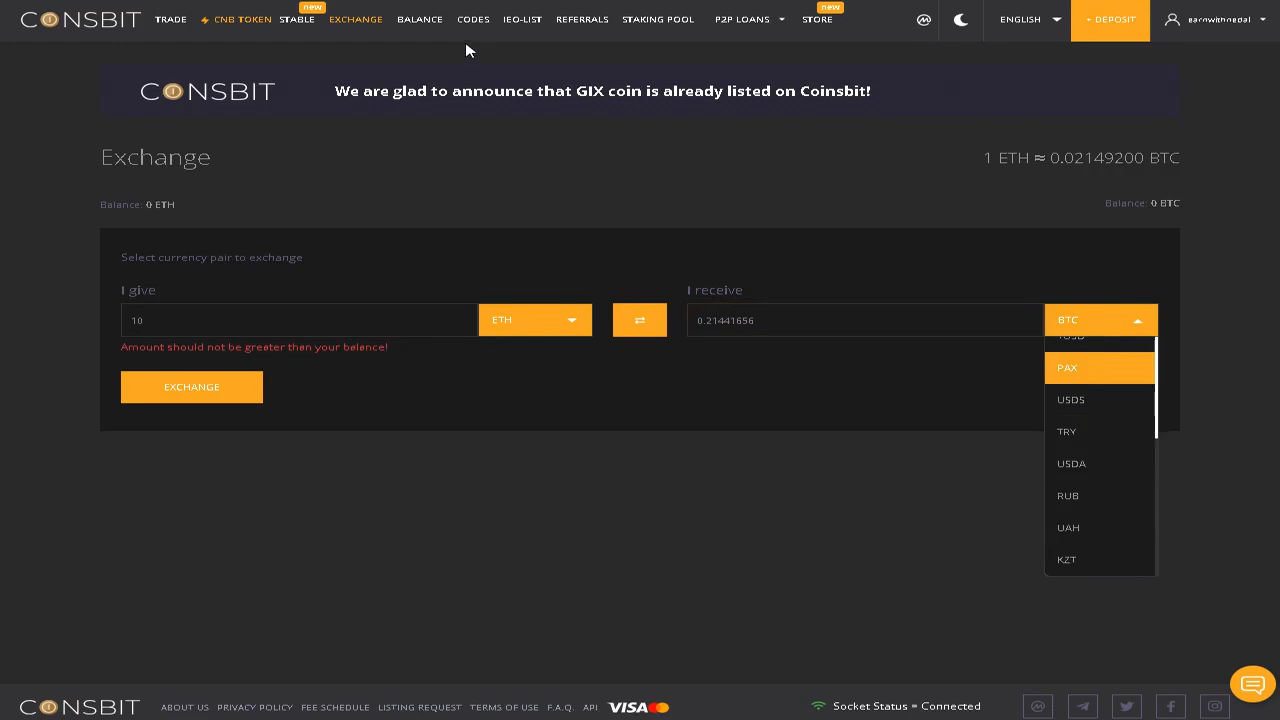 CONSBIT TRADE CNB TOKEN STABLE new EXCHANGE BALANCE CODES IEO-LIST REFERRALS STAKING POOL P2P LOANS STORE new ENGLISH + DEPOSIT
CONSBIT We are glad to announce that GIX coin is already listed on Coinsbit!
Exchange 1 ETH ≈ 0.02149200 BTC
Balance: 0 ETH Balance: 0 BTC
Select currency pair to exchange
I give I receive
10 ETH 0.21441656 BTC
Amount should not be greater than your balance!
PAX
EXCHANGE
USDS
TRY
USDA
RUB
UAH
KZT
CONSBIT ABOUT US PRIVACY POLICY FEE SCHEDULE LISTING REQUEST TERMS OF USE F.A.Q. API VISA Socket Status = Connected